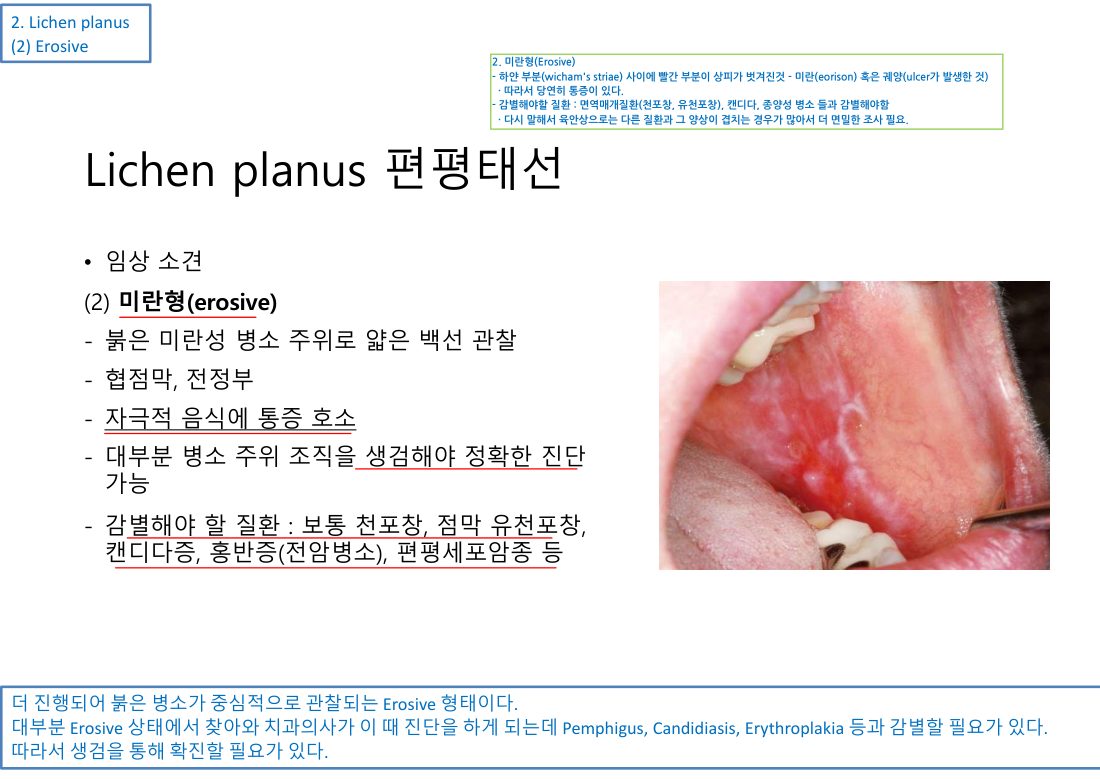 2. Lichen planus
(2) Erosive
2. 미란형(Erosive)
- 하얀 부분(wicham's striae) 사이에 빨간 부분이 상피가 벗겨진것 - 미란(eorison) 혹은 궤양(ulcer가 발생한 것)
· 따라서 당연히 통증이 있다.
- 감별해야할 질환 : 면역매개질환(천포창, 유천포창), 캔디다, 종양성 병소 들과 감별해야함
· 다시 말해서 육안상으로는 다른 질환과 그 양상이 겹치는 경우가 많아서 더 면밀한 조사 필요.
Lichen planus 편평태선
• 임상 소견
(2) 미란형(erosive)
- 붉은 미란성 병소 주위로 얇은 백선 관찰
- 협점막, 전정부
- 자극적 음식에 통증 호소
- 대부분 병소 주위 조직을 생검해야 정확한 진단
가능
- 감별해야 할 질환 : 보통 천포창, 점막 유천포창,
캔디다증, 홍반증(전암병소), 편평세포암종 등
더 진행되어 붉은 병소가 중심적으로 관찰되는 Erosive 형태이다.
대부분 Erosive 상태에서 찾아와 치과의사가 이 때 진단을 하게 되는데 Pemphigus, Candidiasis, Erythroplakia 등과 감별할 필요가 있다.
따라서 생검을 통해 확진할 필요가 있다.